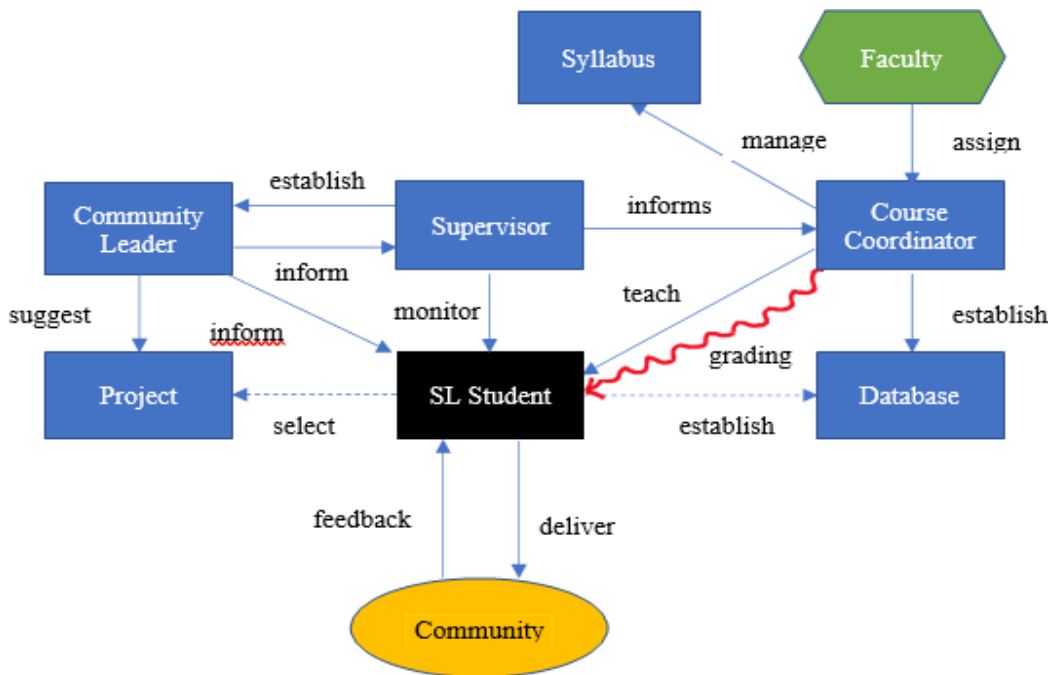 Syllabus
Faculty
manage
assign
establish
Community
Leader
Supervisor
informs
Course
Coordinator
inform
teach
suggest
monitor
establish
inform
grading
Project
SL Student
Database
select
establish
feedback
deliver
Community